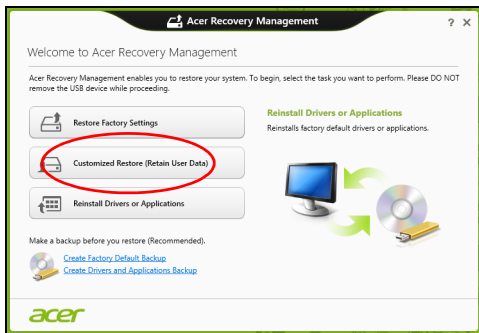 Acer Recovery Management
? ×
Welcome to Acer Recovery Management
Acer Recovery Management enables you to restore your system. To begin, select the task you want to perform. Please DO NOT
remove the USB device while proceeding.
Restore Factory Settings
Customized Restore (Retain User Data)
Reinstall Drivers or Applications
Reinstall Drivers or Applications
Reinstalls factory default drivers or applications.
Make a backup before you restore (Recommended).
Create Factory Default Backup
Create Drivers and Applications Backup
acer